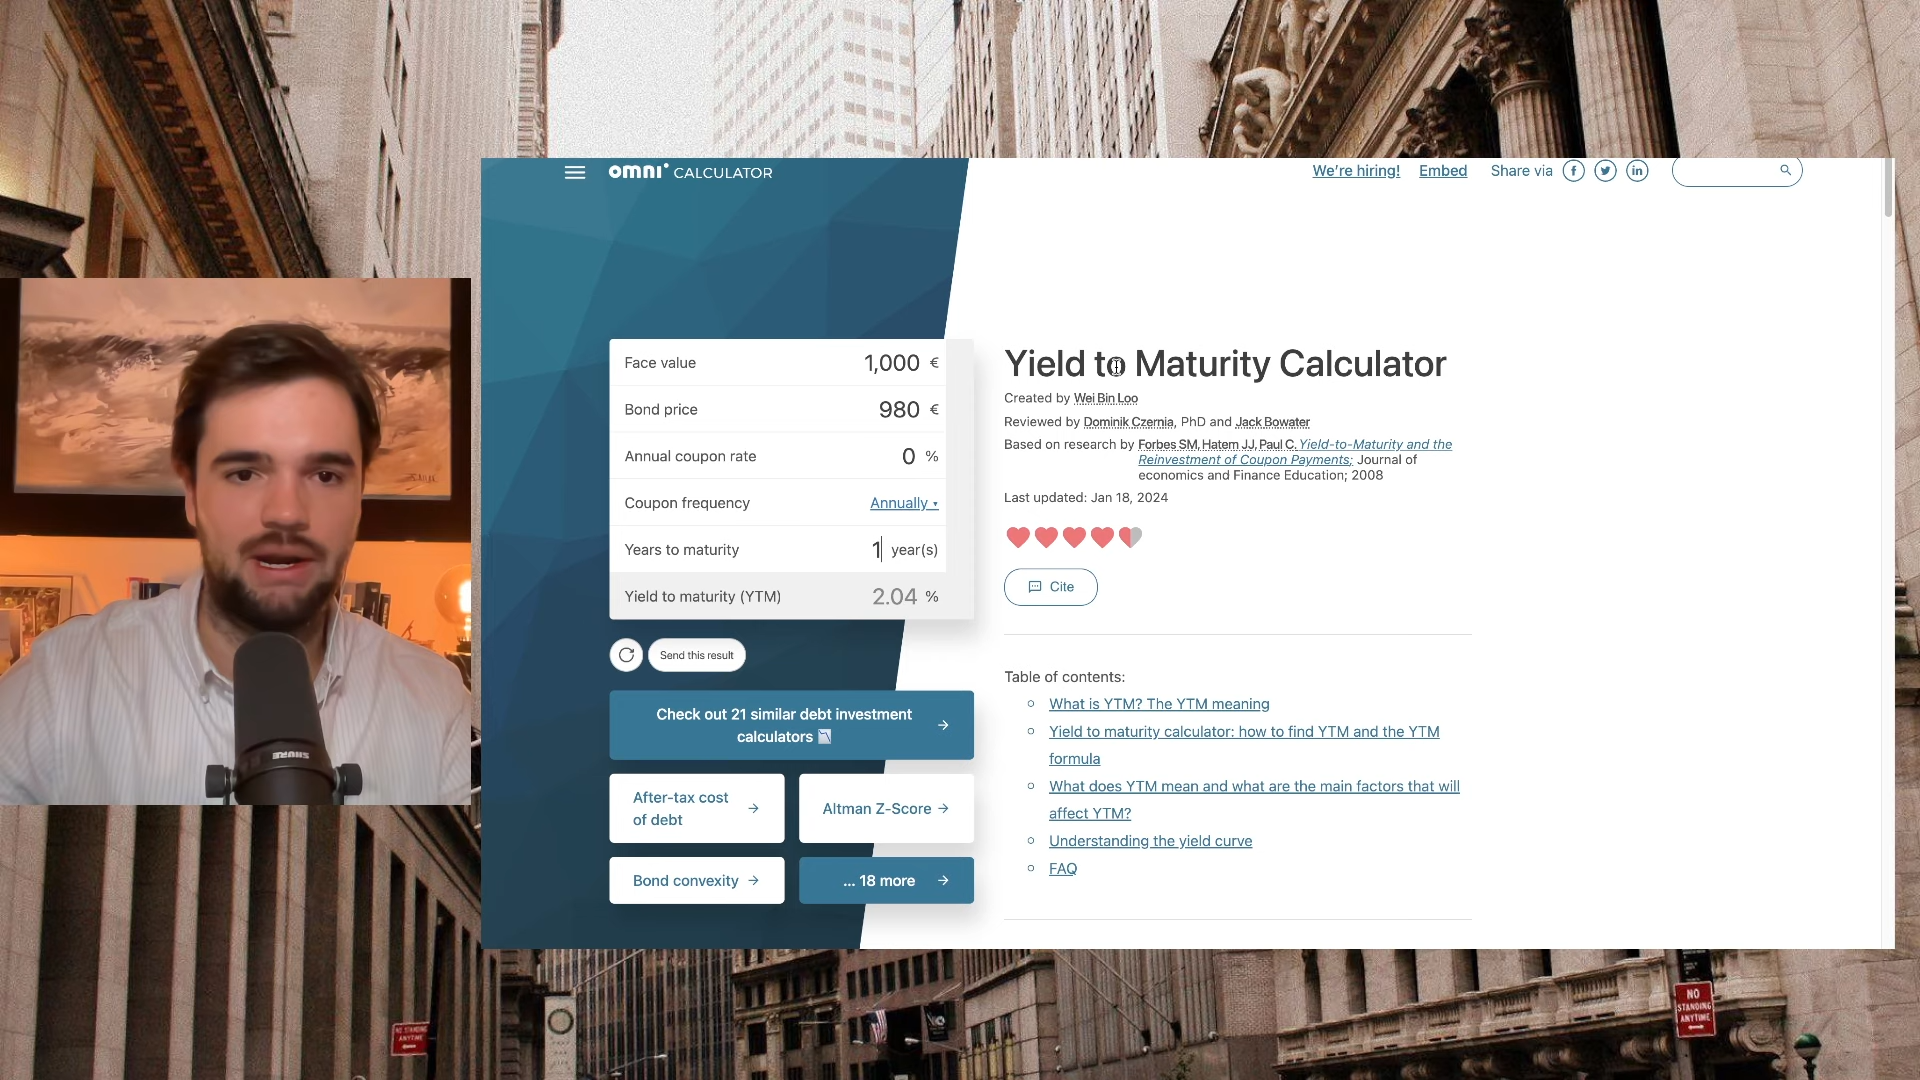 omni CALCULATOR
We're hiring! Embed Share via
Face value 1,000 €
Bond price 980 €
Annual coupon rate 0 %
Coupon frequency Annually
Years to maturity 1 year(s)
Yield to maturity (YTM) 2.04 %
Send this result
Check out 21 similar debt investment
calculators
After-tax cost
of debt
Altman Z-Score
Bond convexity
... 18 more
Yield to Maturity Calculator
Created by Wei Bin Loo
Reviewed by Dominik Czernia, PhD and Jack Bowater
Based on research by Forbes SM, Hatem JJ, Paul C. Yield-to-Maturity and the
Reinvestment of Coupon Payments; Journal of
economics and Finance Education; 2008
Last updated: Jan 18, 2024
Cite
Table of contents:
What is YTM? The YTM meaning
Yield to maturity calculator: how to find YTM and the YTM
formula
What does YTM mean and what are the main factors that will
affect YTM?
Understanding the yield curve
FAQ
SHURE
NO STANDING
ANYTIME
NO
STANDING
ANYTIME